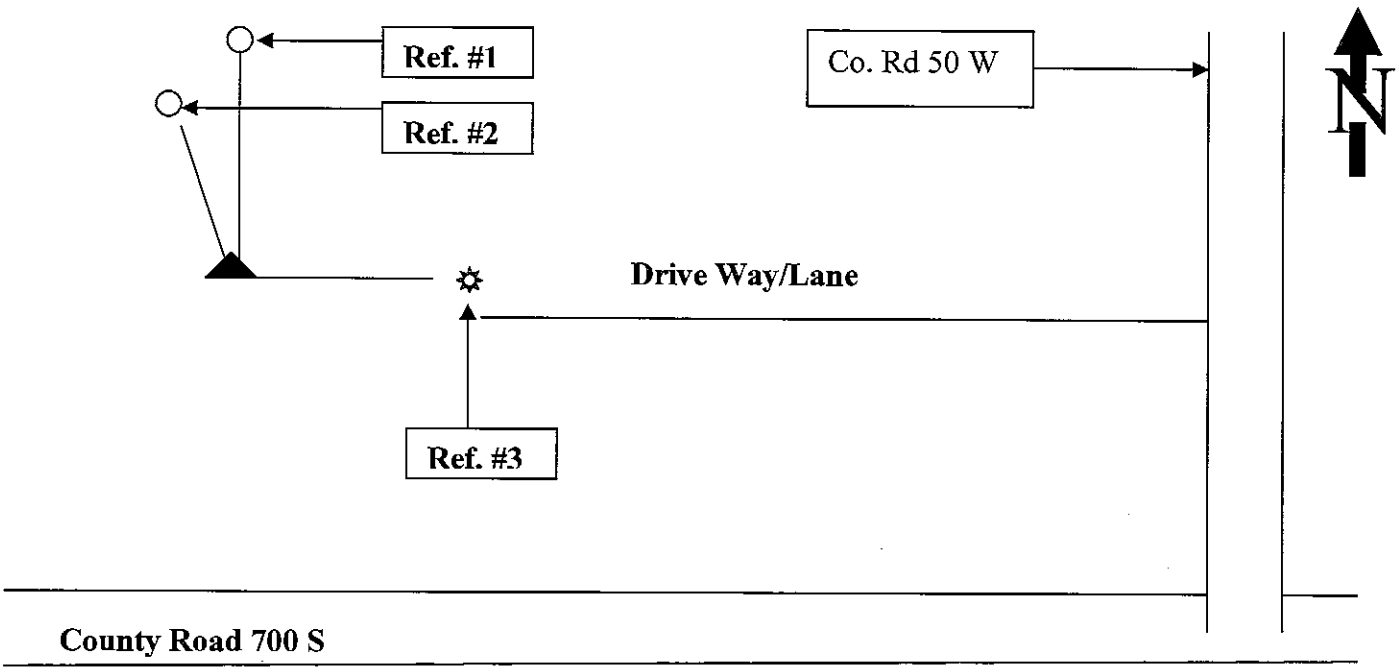 Ref. #1
Co. Rd 50 W
N
Ref. #2
Drive Way/Lane
Ref. #3
County Road 700 S